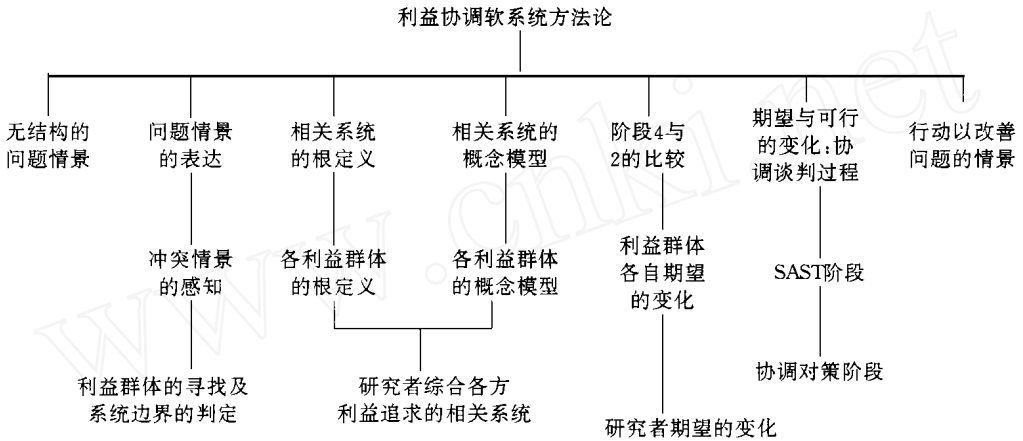 利益协调软系统方法论
无结构的
问题情景
问题情景
的表达
相关系统
的根定义
相关系统的
概念模型
阶段4与
2的比较
期望与可行
的变化:协
调谈判过程
行动以改善
问题的情景
冲突情景
的感知
各利益群体
的根定义
各利益群体
的概念模型
利益群体
各自期望
的变化
SAST阶段
利益群体的寻找及
系统边界的判定
研究者综合各方
利益追求的相关系统
研究者期望的变化
协调对策阶段
www.cnki.net